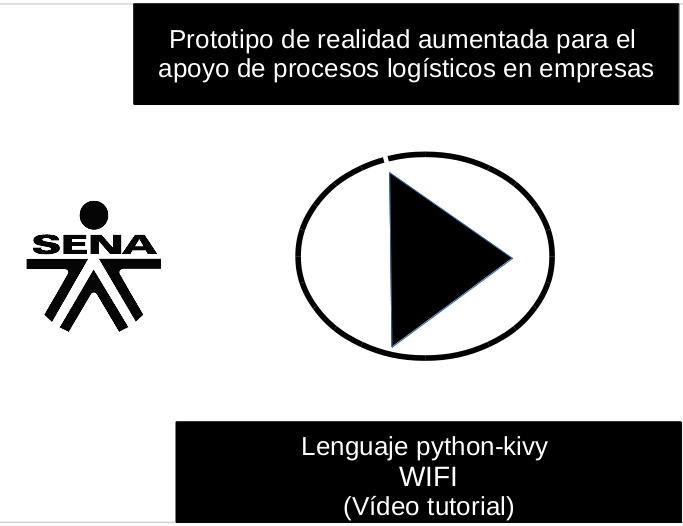 Prototipo de realidad aumentada para el
apoyo de procesos logísticos en empresas
SENA
Lenguaje python-kivy
WIFI
(Vídeo tutorial)